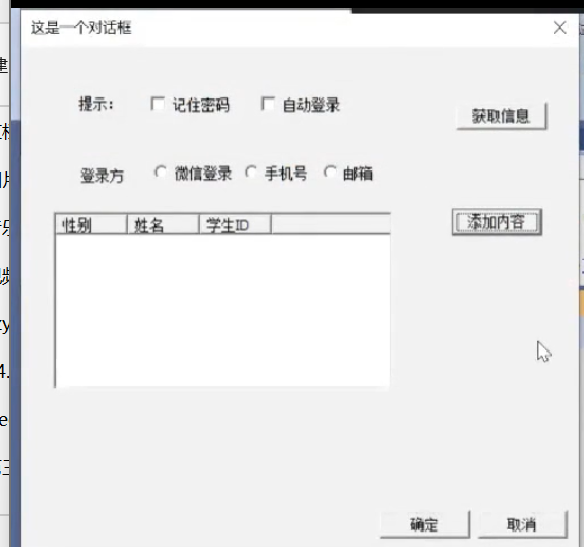 这是一个对话框
提示： 记住密码 自动登录
获取信息
登录方 微信登录 手机号 邮箱
性别 姓名 学生ID
添加内容
确定 取消